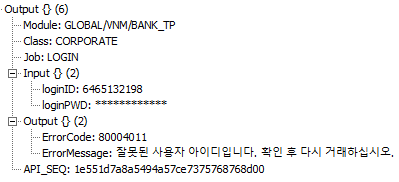 Output {} (6)
Module: GLOBAL/VNM/BANK_TP
Class: CORPORATE
Job: LOGIN
Input {} (2)
loginID: 6465132198
loginPWD: ************
Output {} (2)
ErrorCode: 80004011
ErrorMessage: 잘못된 사용자 아이디입니다. 확인 후 다시 거래하십시오.
API_SEQ: 1e551d7a8a5494a57ce7375768768d00